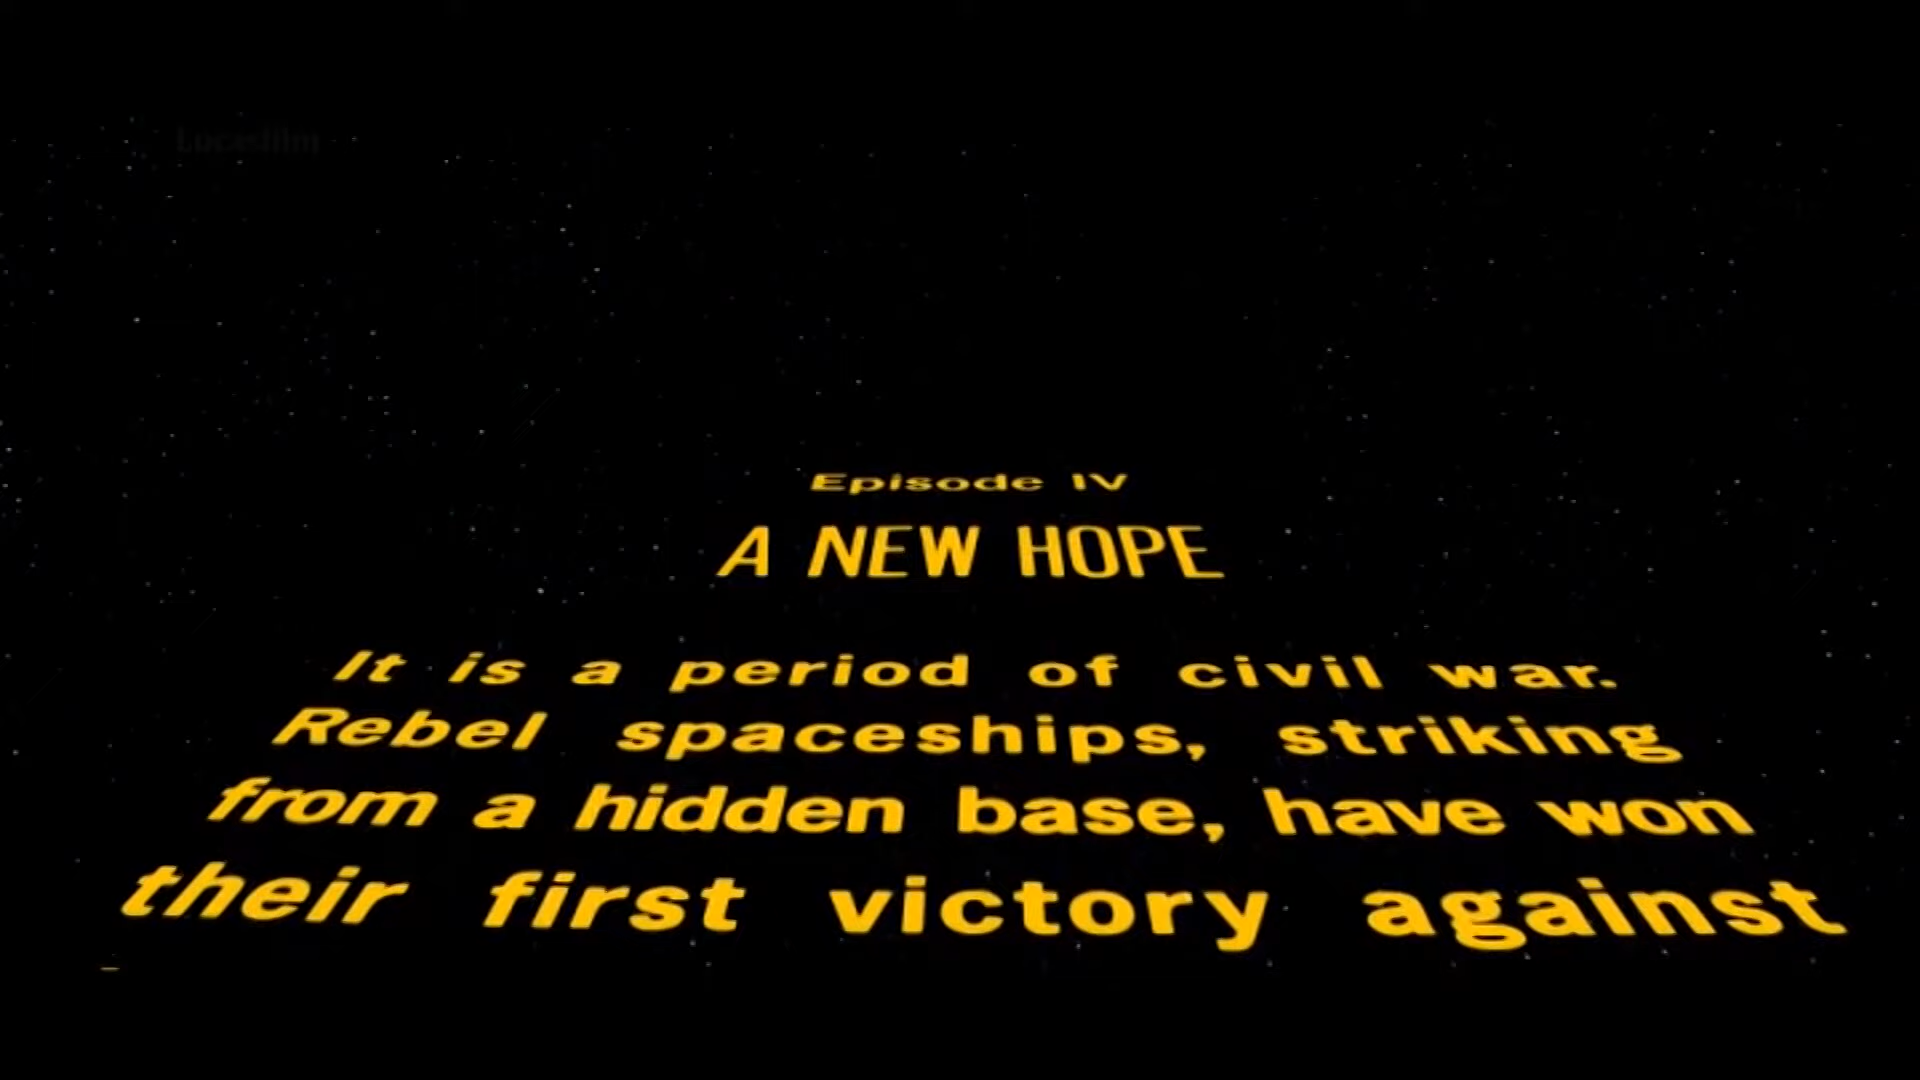 Lucasfilm
Episode IV
A NEW HOPE
It is a period of civil war.
Rebel spaceships, striking
from a hidden base, have won
their first victory against